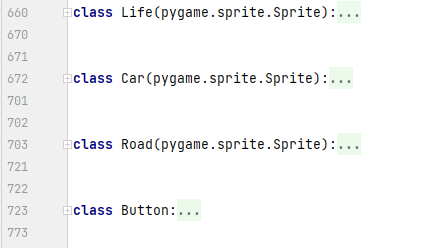 660 class Life(pygame.sprite.Sprite):...
670
671
672 class Car(pygame.sprite.Sprite):...
701
702
703 class Road(pygame.sprite.Sprite):...
721
722
723 class Button:...
773